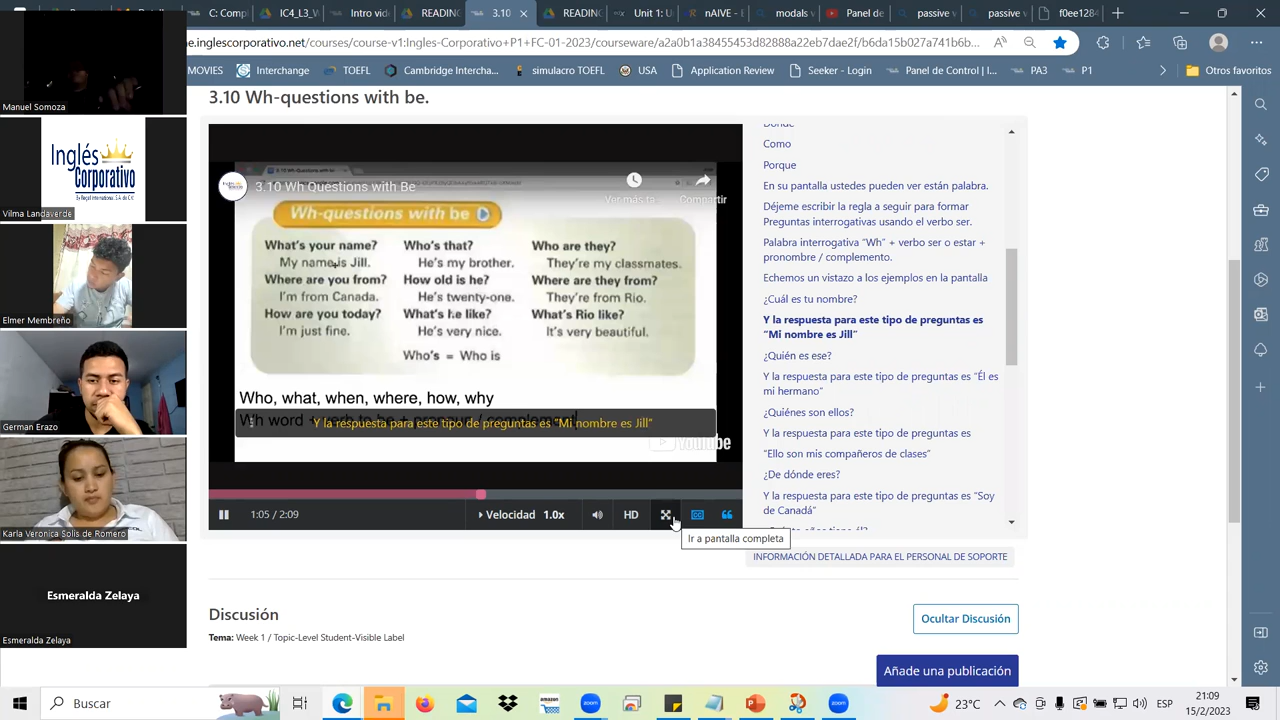 IC4_L3_
READING
READING
3.10
READING
Unit 1: U
foee1284
e.inglescorporativo.net/courses/course-v1:Ingles-Corporativo+P1+FC-01-2023/courseware/a2a0b1a38455453d82888a22eb7dae2f/b6da15b027a741b6b...
MOVIES
Interchange
TOEFL
Cambridge Intercha...
simulacro TOEFL
USA
Application Review
Seeker - Login
Panel de Control | I...
PA3
P1
Otros favoritos
Manuel Somoza
Inglés
Corporativo
Vilma Landaverde
Elmer Membreño
German Erazo
Karla Veronica Solis de Romero
Esmeralda Zelaya
Esmeralda Zelaya
3.10 Wh-questions with be.
3.10 Wh Questions with Be
Ver más ta
Compartir
Wh-questions with be
What's your name?
My name is Jill.
Where are you from?
I'm from Canada.
How are you today?
I'm just fine.
Who's that?
He's my brother.
How old is he?
He's twenty-one.
What's he like?
He's very nice.
Who's = Who is
Who are they?
They're my classmates.
Where are they from?
They're from Rio.
What's Rio like?
It's very beautiful.
Who, what, when, where, how, why
Wh word + verb to be + pronoun / complement
Y la respuesta para este tipo de preguntas es "Mi nombre es Jill"
YouTube
1:05 / 2:09
Velocidad 1.0x
HD
Ir a pantalla completa
Donde
Como
Porque
En su pantalla ustedes pueden ver están palabra.
Déjeme escribir la regla a seguir para formar
Preguntas interrogativas usando el verbo ser.
Palabra interrogativa "Wh" + verbo ser o estar +
pronombre / complemento.
Echemos un vistazo a los ejemplos en la pantalla
¿Cuál es tu nombre?
Y la respuesta para este tipo de preguntas es
"Mi nombre es Jill"
¿Quién es ese?
Y la respuesta para este tipo de preguntas es "Él es
mi hermano"
¿Quiénes son ellos?
Y la respuesta para este tipo de preguntas es
"Ello son mis compañeros de clases"
¿De dónde eres?
Y la respuesta para este tipo de preguntas es "Soy
de Canadá"
INFORMACIÓN DETALLADA PARA EL PERSONAL DE SOPORTE
Discusión
Tema: Week 1 / Topic-Level Student-Visible Label
Ocultar Discusión
Añade una publicación
Buscar
amazon
zoom
zoom
23°C
ESP
21:09
15/2/2023